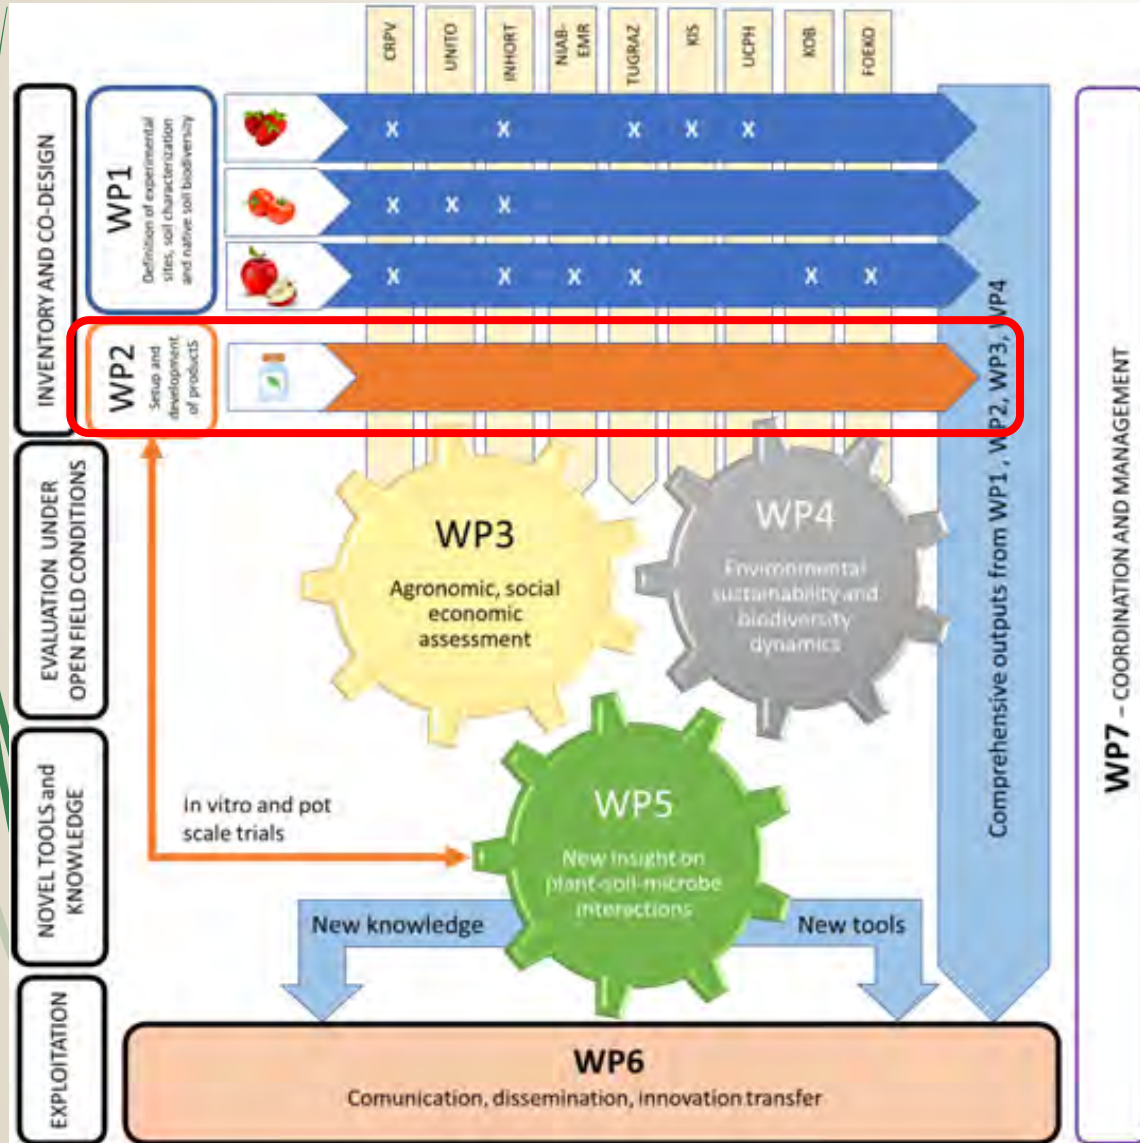 CRPV
UNITO
INHORT
NIAB-
EMR
TUGRAZ
KIS
UCPH
KOB
FOEKO
INVENTORY AND CO-DESIGN
WP1
Definition of experimental
sites, soil characterization
and native soil biodiversity
X X X X X
X X X
X X X X X X
WP2
Setup and
development
of products
EVALUATION UNDER
OPEN FIELD CONDITIONS
WP3
Agronomic, social
economic
assessment
WP4
Environmental
sustainability and
biodiversity
dynamics
Comprehensive outputs from WP1 , WP2, WP3, WP4
WP7 – COORDINATION AND MANAGEMENT
NOVEL TOOLS and
KNOWLEDGE
In vitro and pot
scale trials
WP5
New insight on
plant-soil-microbe
interactions
New knowledge
New tools
EXPLOITATION
WP6
Comunication, dissemination, innovation transfer